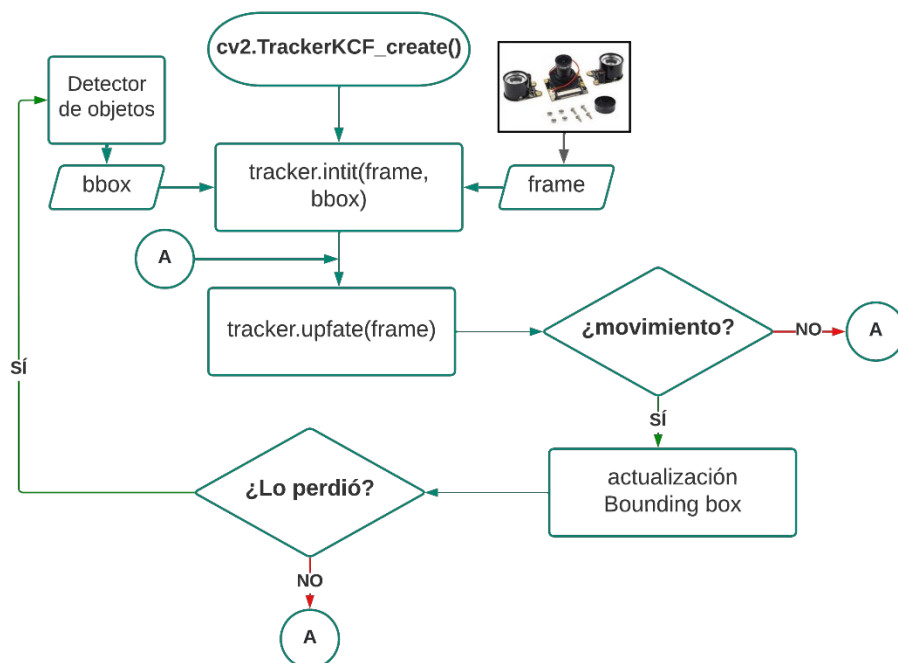 cv2.TrackerKCF_create()
Detector
de objetos
bbox
tracker.intit(frame,
bbox)
frame
A
tracker.upfate(frame)
¿movimiento?
NO
A
SÍ
SÍ
actualización
Bounding box
¿Lo perdió?
NO
A